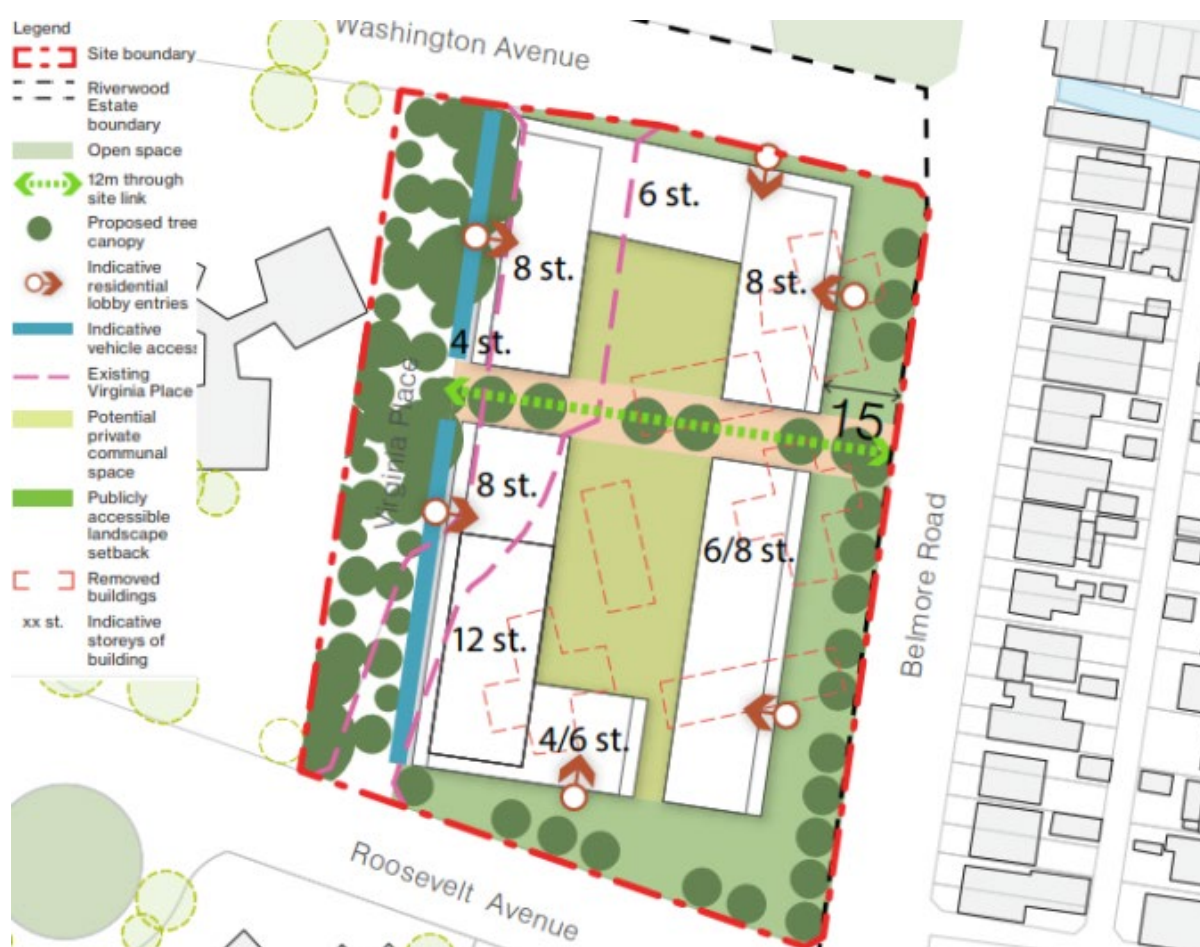 Legend
Site boundary
Riverwood
Estate
boundary
Open space
12m through
site link
Proposed tree
canopy
Indicative
residential
lobby entries
Indicative
vehicle access
Existing
Virginia Place
Potential
private
communal
space
Publicly
accessible
landscape
setback
Removed
buildings
xx st.
Indicative
storeys of
building
Washington Avenue
6 st.
8 st.
8 st.
4 st.
Virginia Place
15
8 st.
6/8 st.
12 st.
4/6 st.
Belmore Road
Roosevelt Avenue